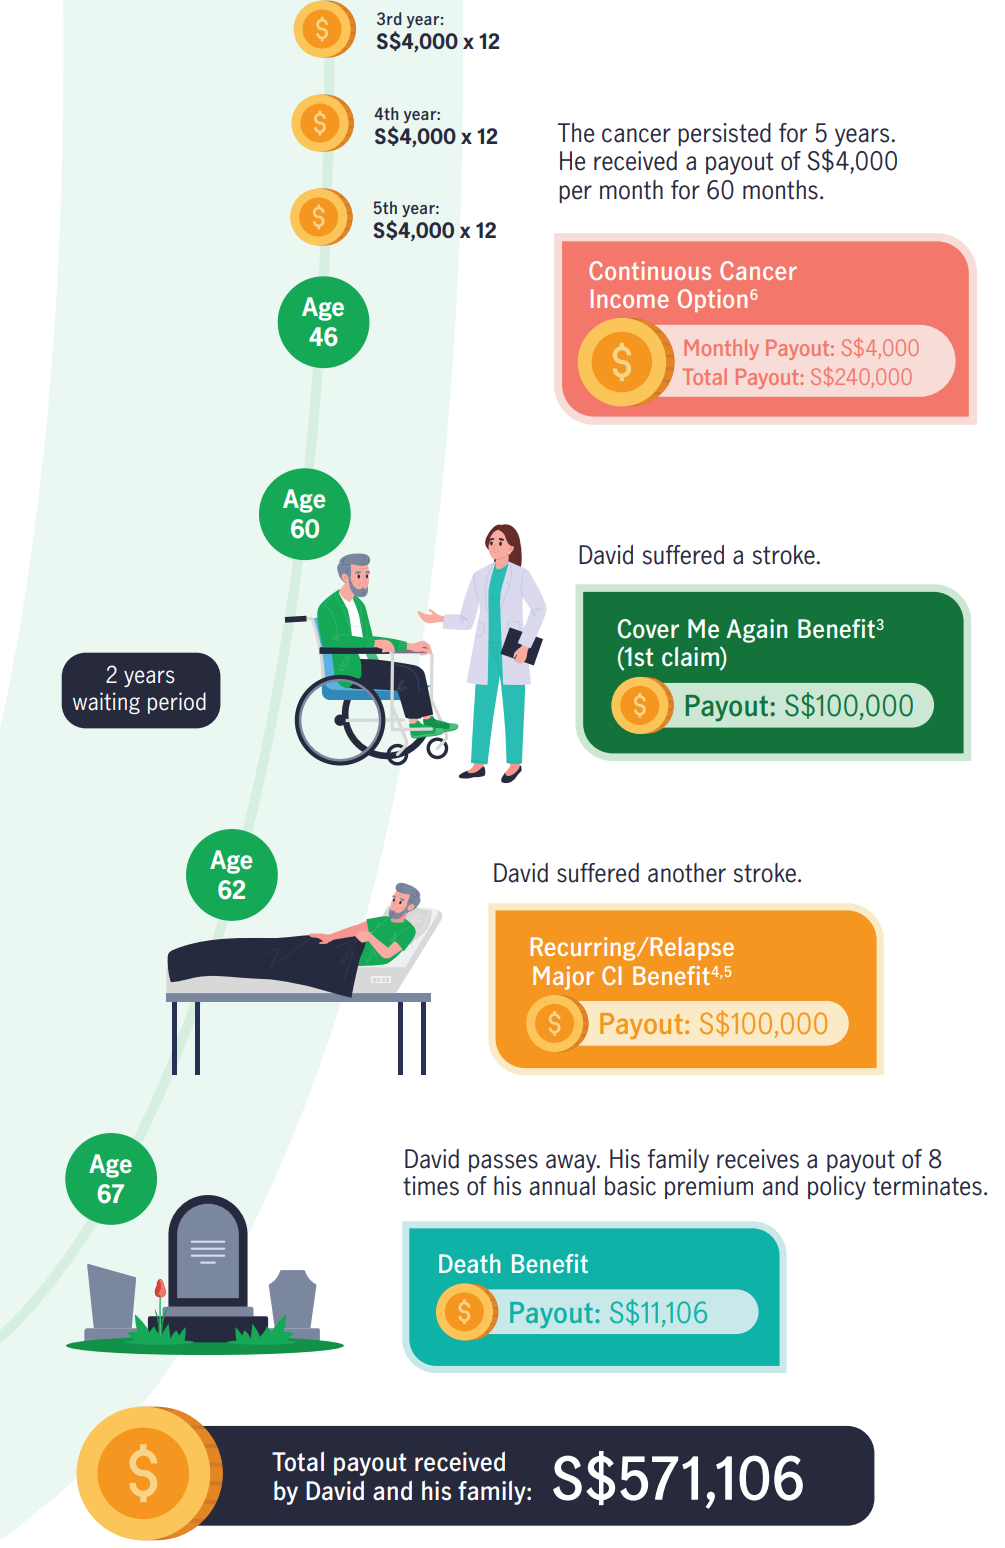 3rd year:
S$4,000 x 12
4th year:
S$4,000 x 12
The cancer persisted for 5 years.
He received a payout of S$4,000
per month for 60 months.
5th year:
S$4,000 x 12
Age
46
Continuous Cancer
Income Option6
$
Monthly Payout: S$4,000
Total Payout: S$240,000
Age
60
David suffered a stroke.
Cover Me Again Benefit3
(1st claim)
$
Payout: S$100,000
2 years
waiting period
Age
62
David suffered another stroke.
Recurring/Relapse
Major CI Benefit4,5
$
Payout: S$100,000
Age
67
David passes away. His family receives a payout of 8
times of his annual basic premium and policy terminates.
Death Benefit
$
Payout: S$11,106
$
Total payout received
by David and his family:
S$571,106